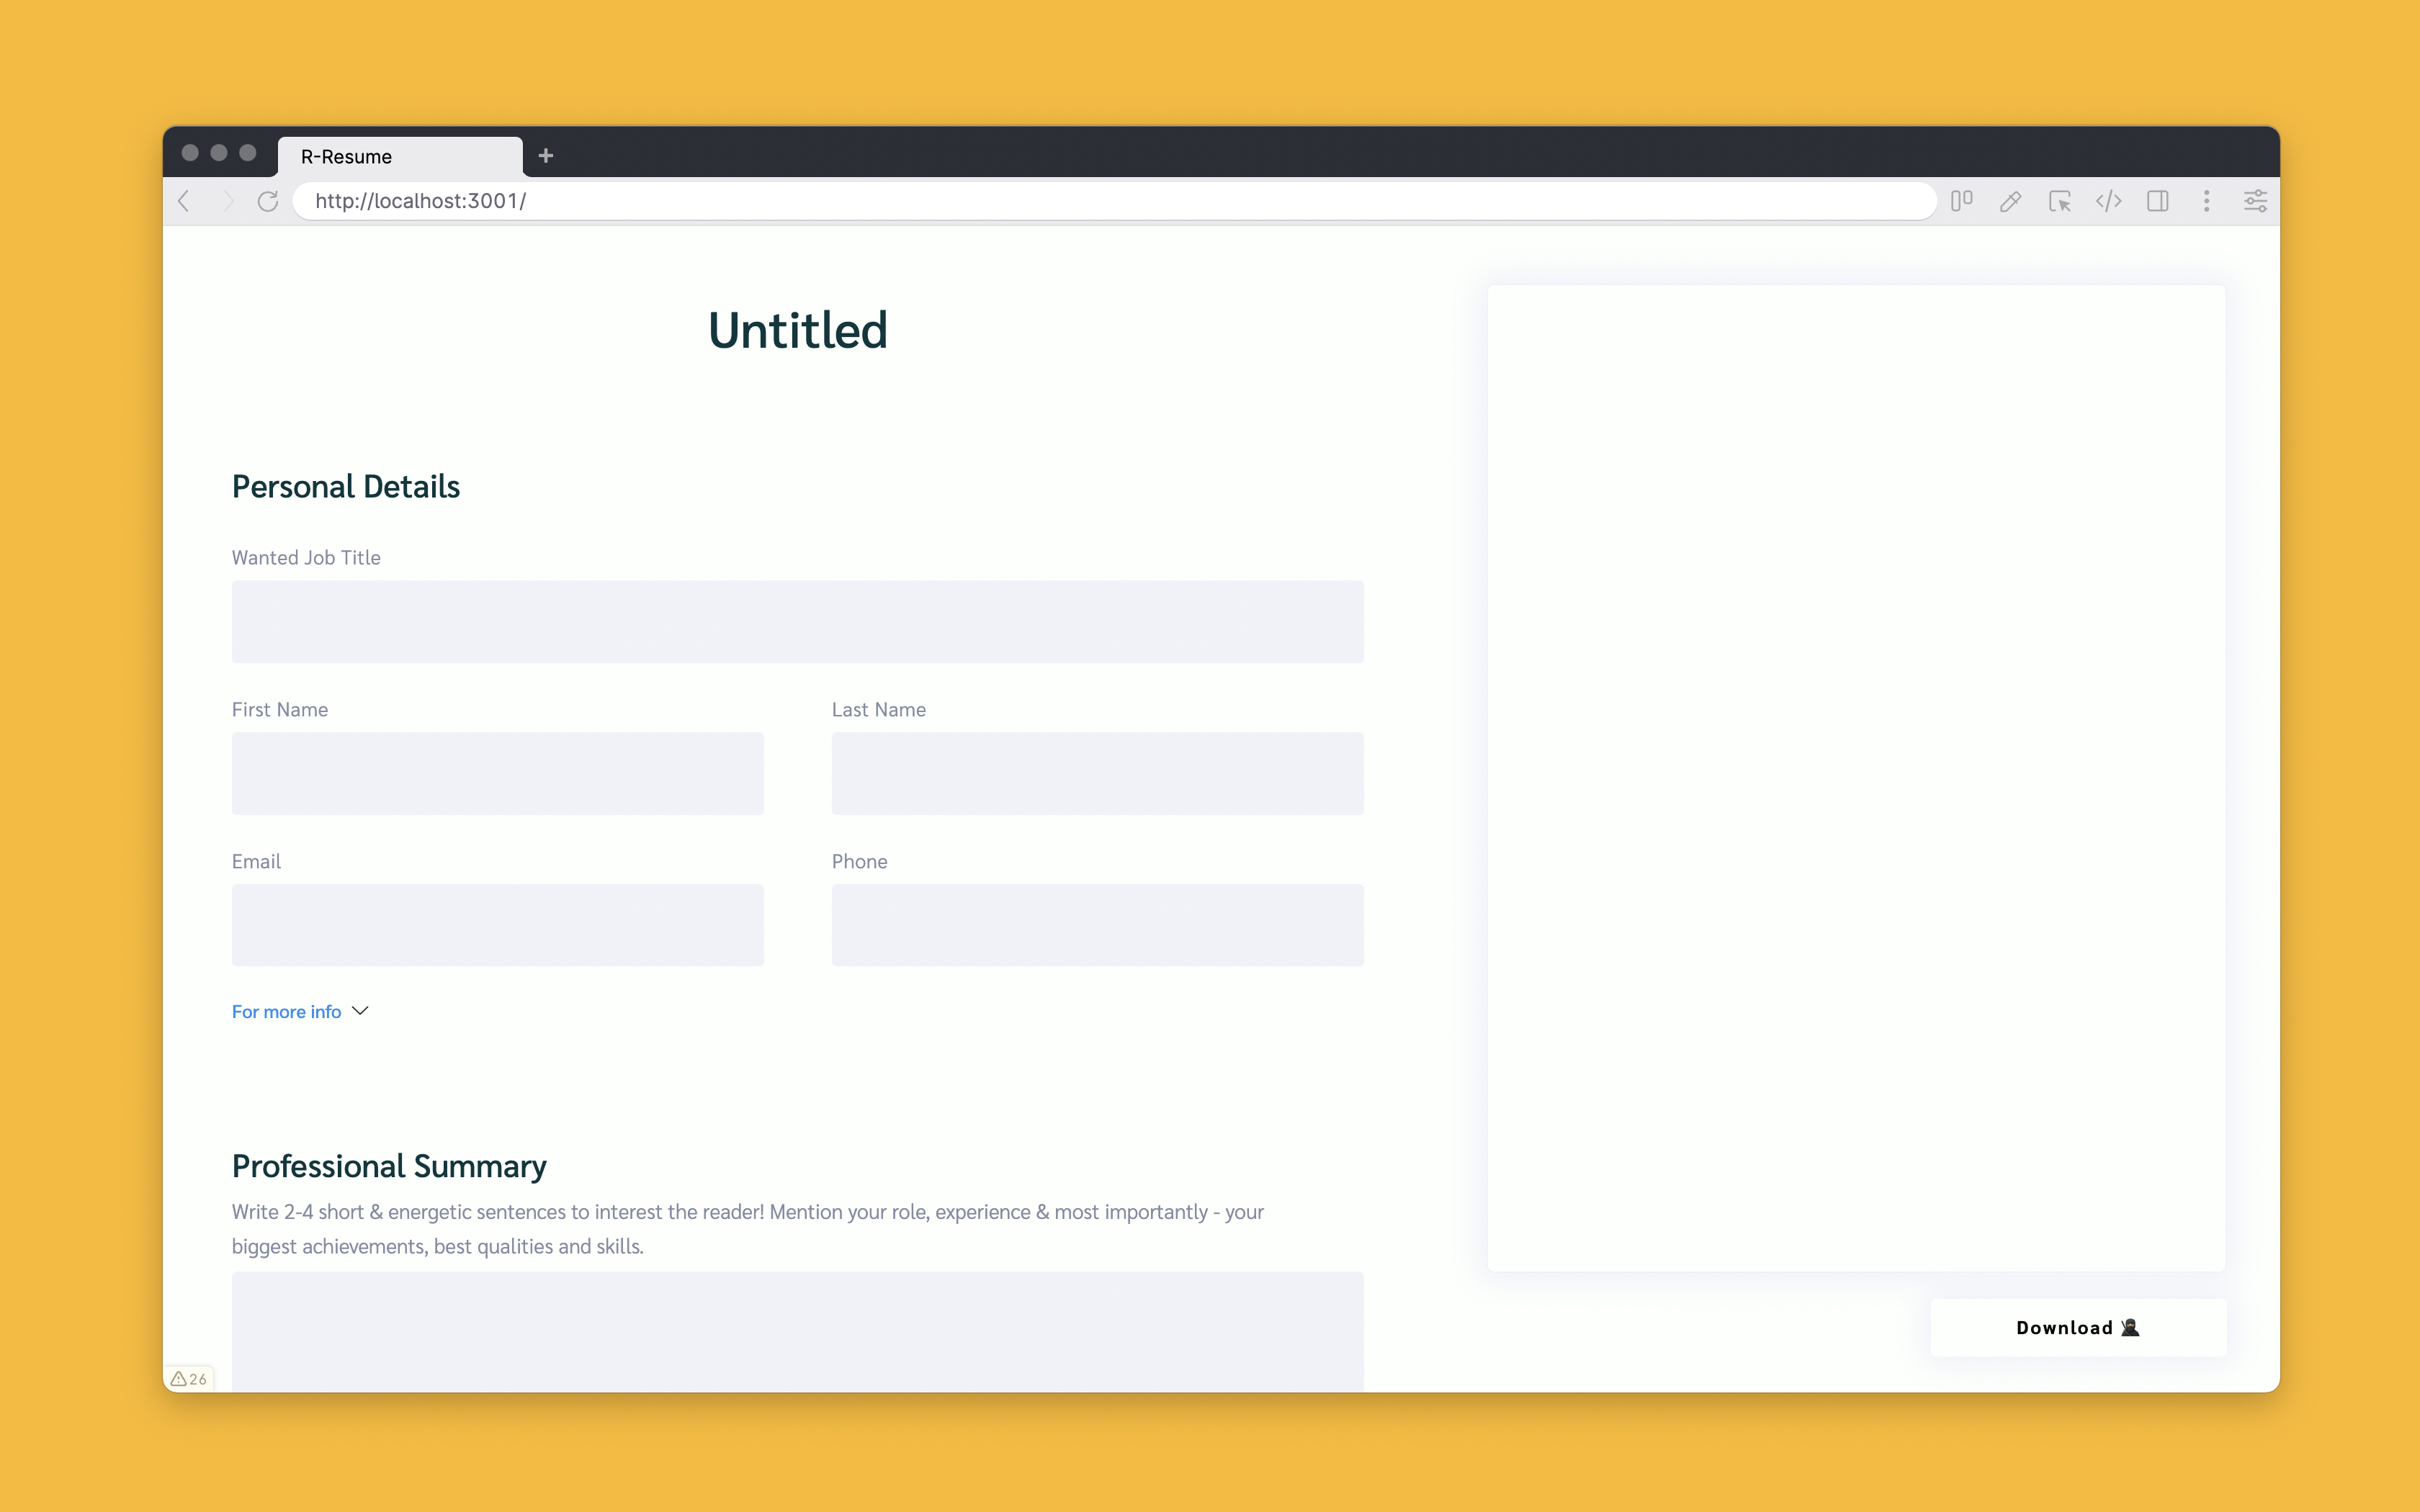 R-Resume
http://localhost:3001/
Untitled
Personal Details
Wanted Job Title
First Name
Last Name
Email
Phone
For more info
Professional Summary
Write 2-4 short & energetic sentences to interest the reader! Mention your role, experience & most importantly - your
biggest achievements, best qualities and skills.
Download 🥷
26